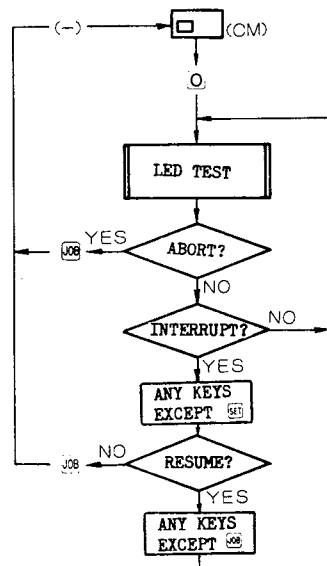 (—) (CM)
0
LED TEST
JOB YES ABORT?
NO
INTERRUPT? NO
YES
ANY KEYS
EXCEPT SET
JOB NO RESUME?
YES
ANY KEYS
EXCEPT JOB